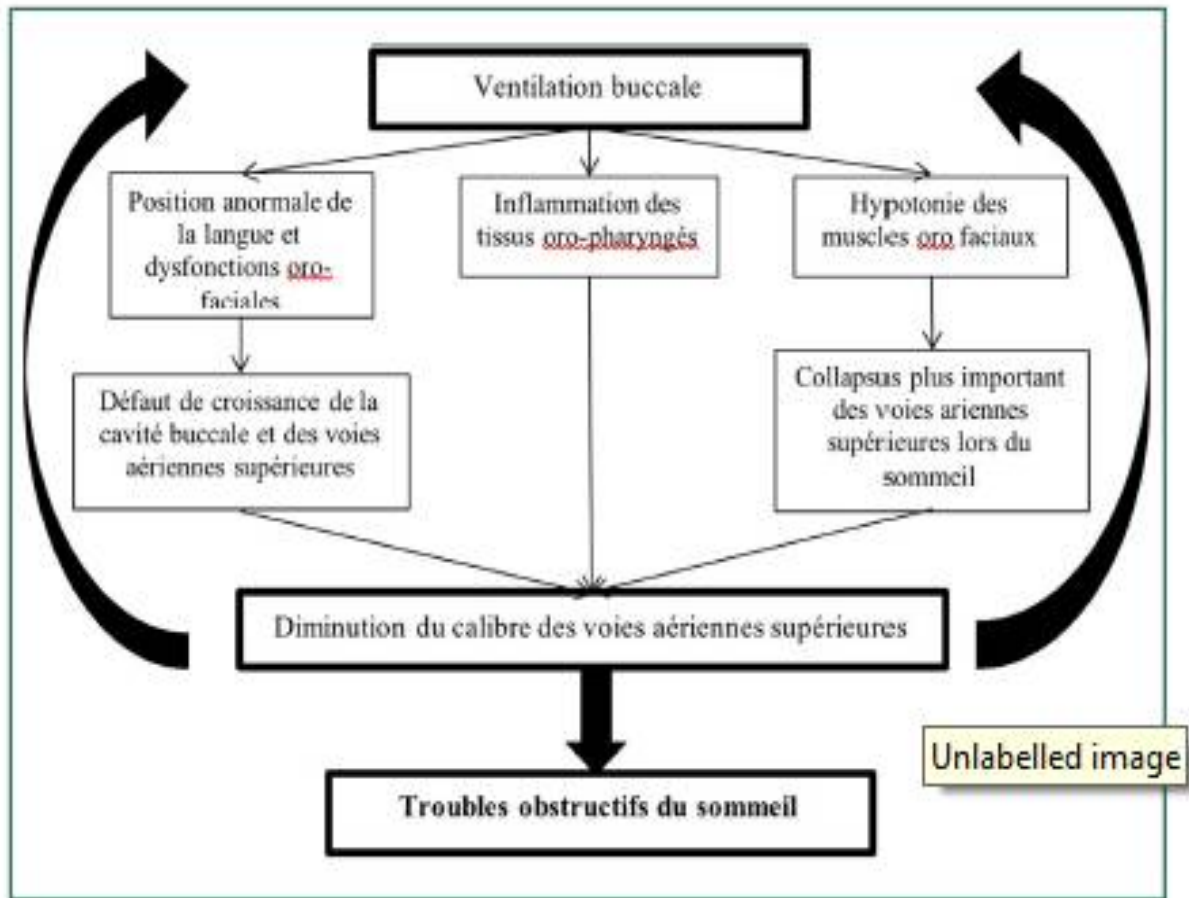 Ventilation buccale
Position anormale de
la langue et
dysfonctions oro-
faciales
Inflammation des
tissus oro-pharyngés
Hypotonie des
muscles oro faciaux
Défaut de croissance de la
cavité buccale et des voies
aériennes supérieures
Collapsus plus important
des voies ariennes
supérieures lors du
sommeil
Diminution du calibre des voies aériennes supérieures
Troubles obstructifs du sommeil
Unlabelled image